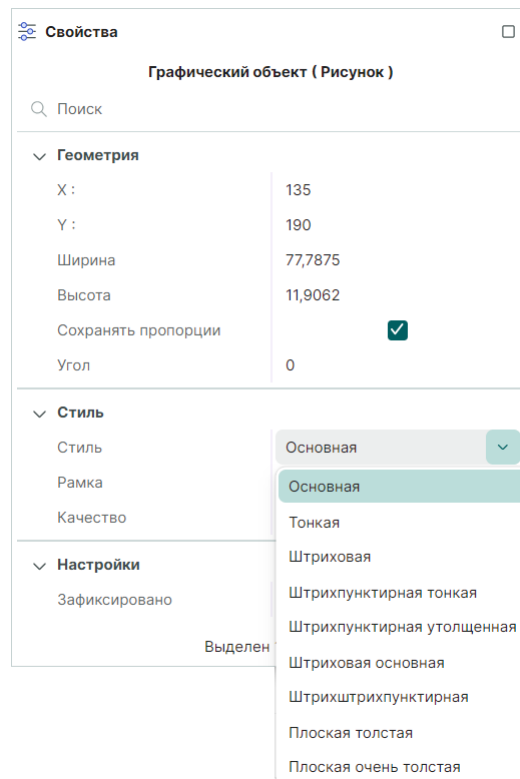 Свойства
Графический объект ( Рисунок )
Поиск
Геометрия
X : 135
Y : 190
Ширина 77,7875
Высота 11,9062
Сохранять пропорции
Угол 0
Стиль
Стиль Основная
Рамка
Основная
Качество
Тонкая
Штриховая
Настройки
Зафиксировано
Штрихпунктирная тонкая
Штрихпунктирная утолщенная
Выделен
Штриховая основная
Штрихштрихпунктирная
Плоская толстая
Плоская очень толстая